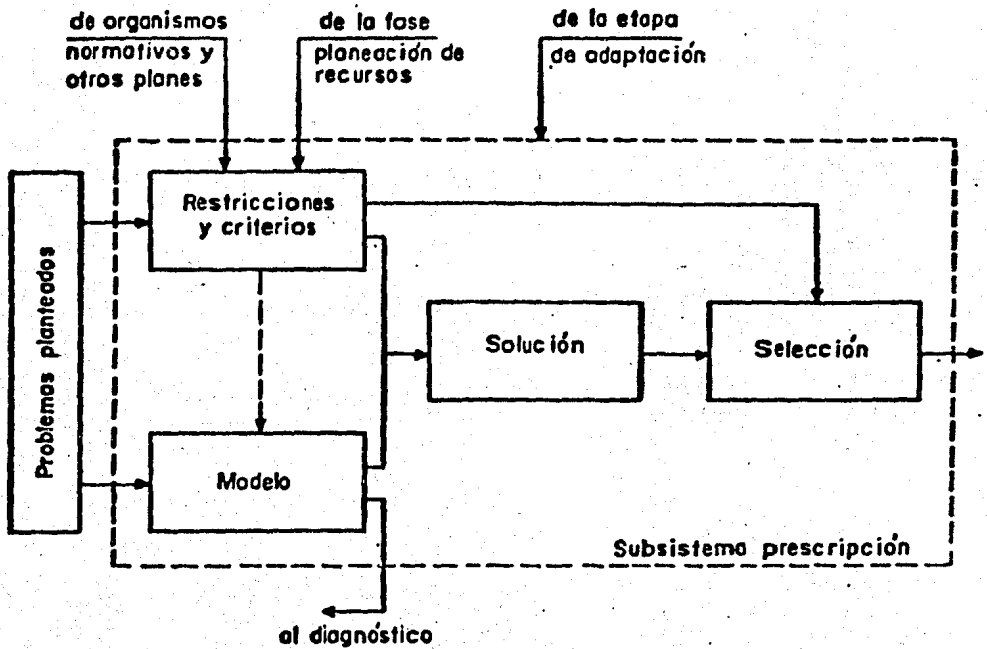 de organismos
normativos y
otros planes
de la fase
planeación de
recursos
de la etapa
de adaptación
Problemas planteados
Restricciones
y criterios
Solución
Selección
Modelo
Subsistema prescripción
al diagnóstico